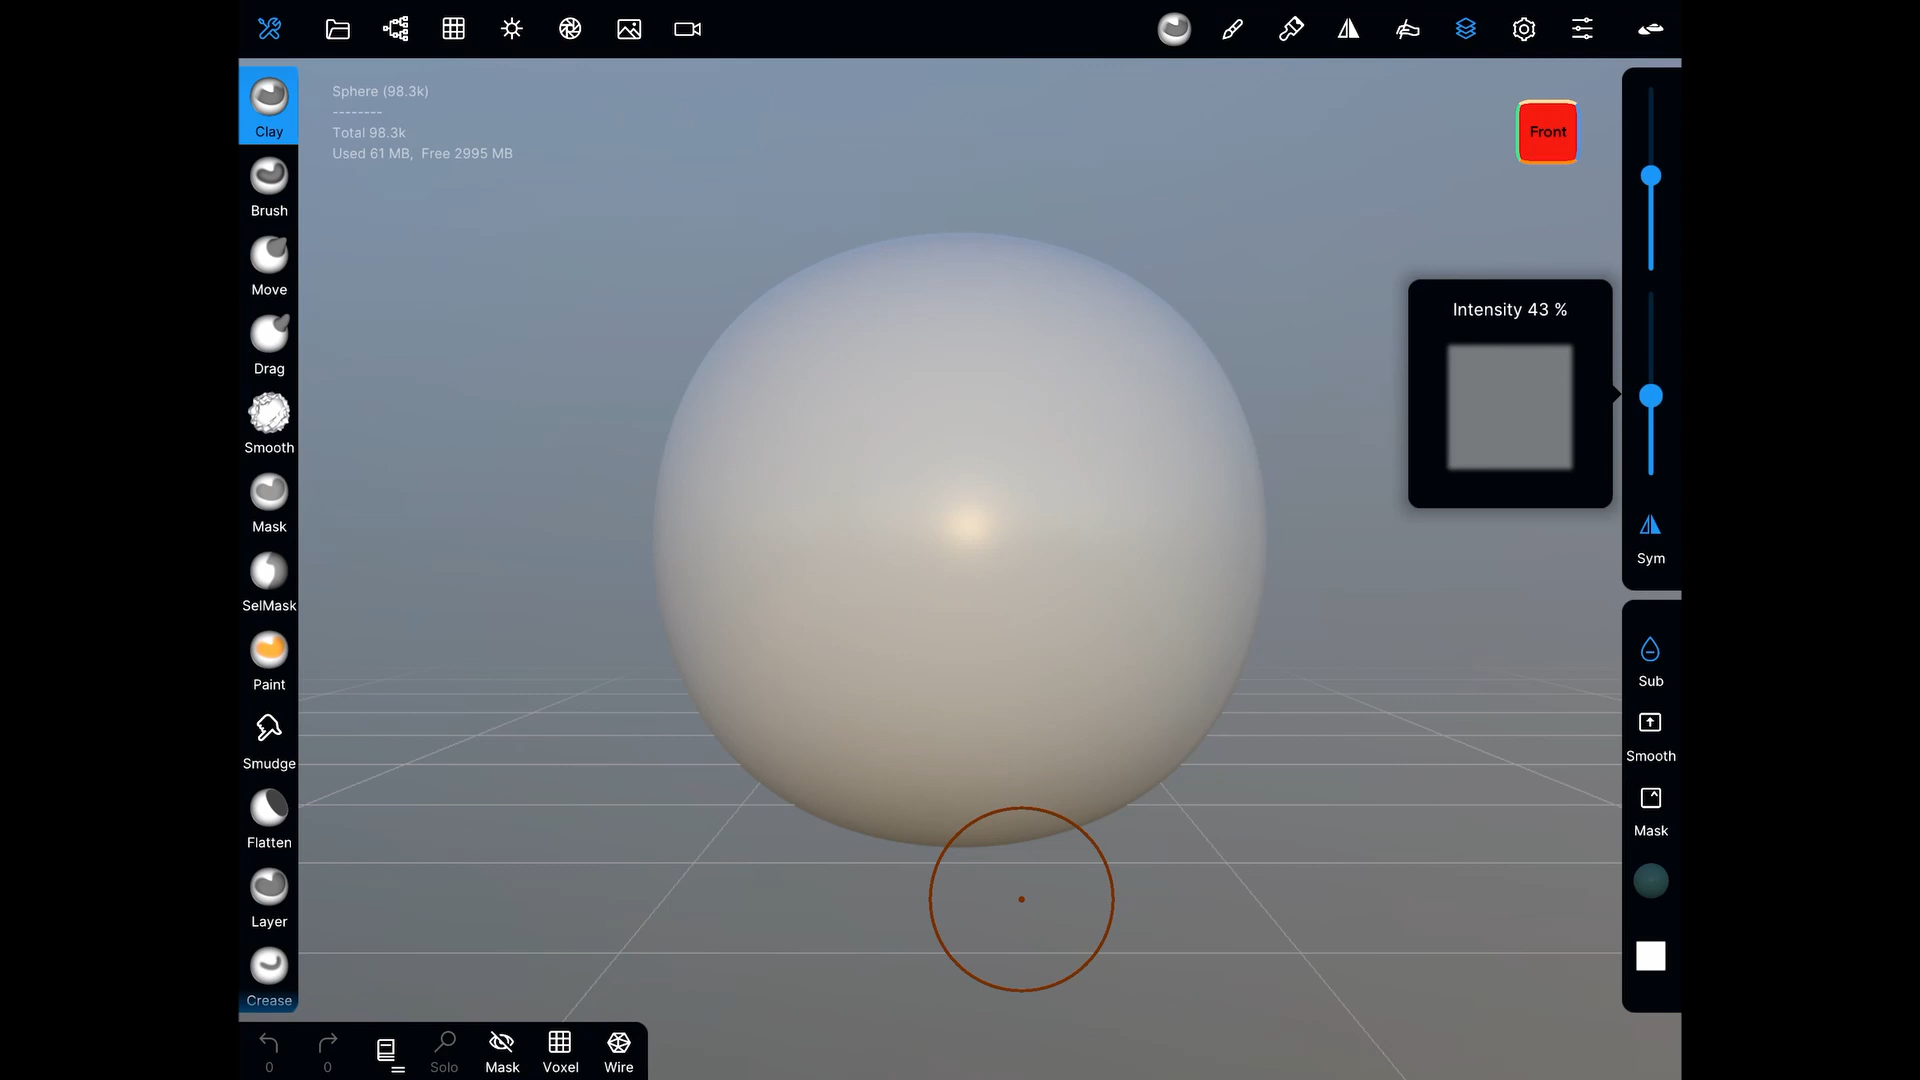 Sphere (98.3k)
--------
Total 98.3k
Used 61 MB, Free 2995 MB
Front
Clay
Brush
Move
Drag
Smooth
Mask
SelMask
Paint
Smudge
Flatten
Layer
Crease
Intensity 43 %
Sym
Sub
Smooth
Mask
0
0
Solo
Mask
Voxel
Wire